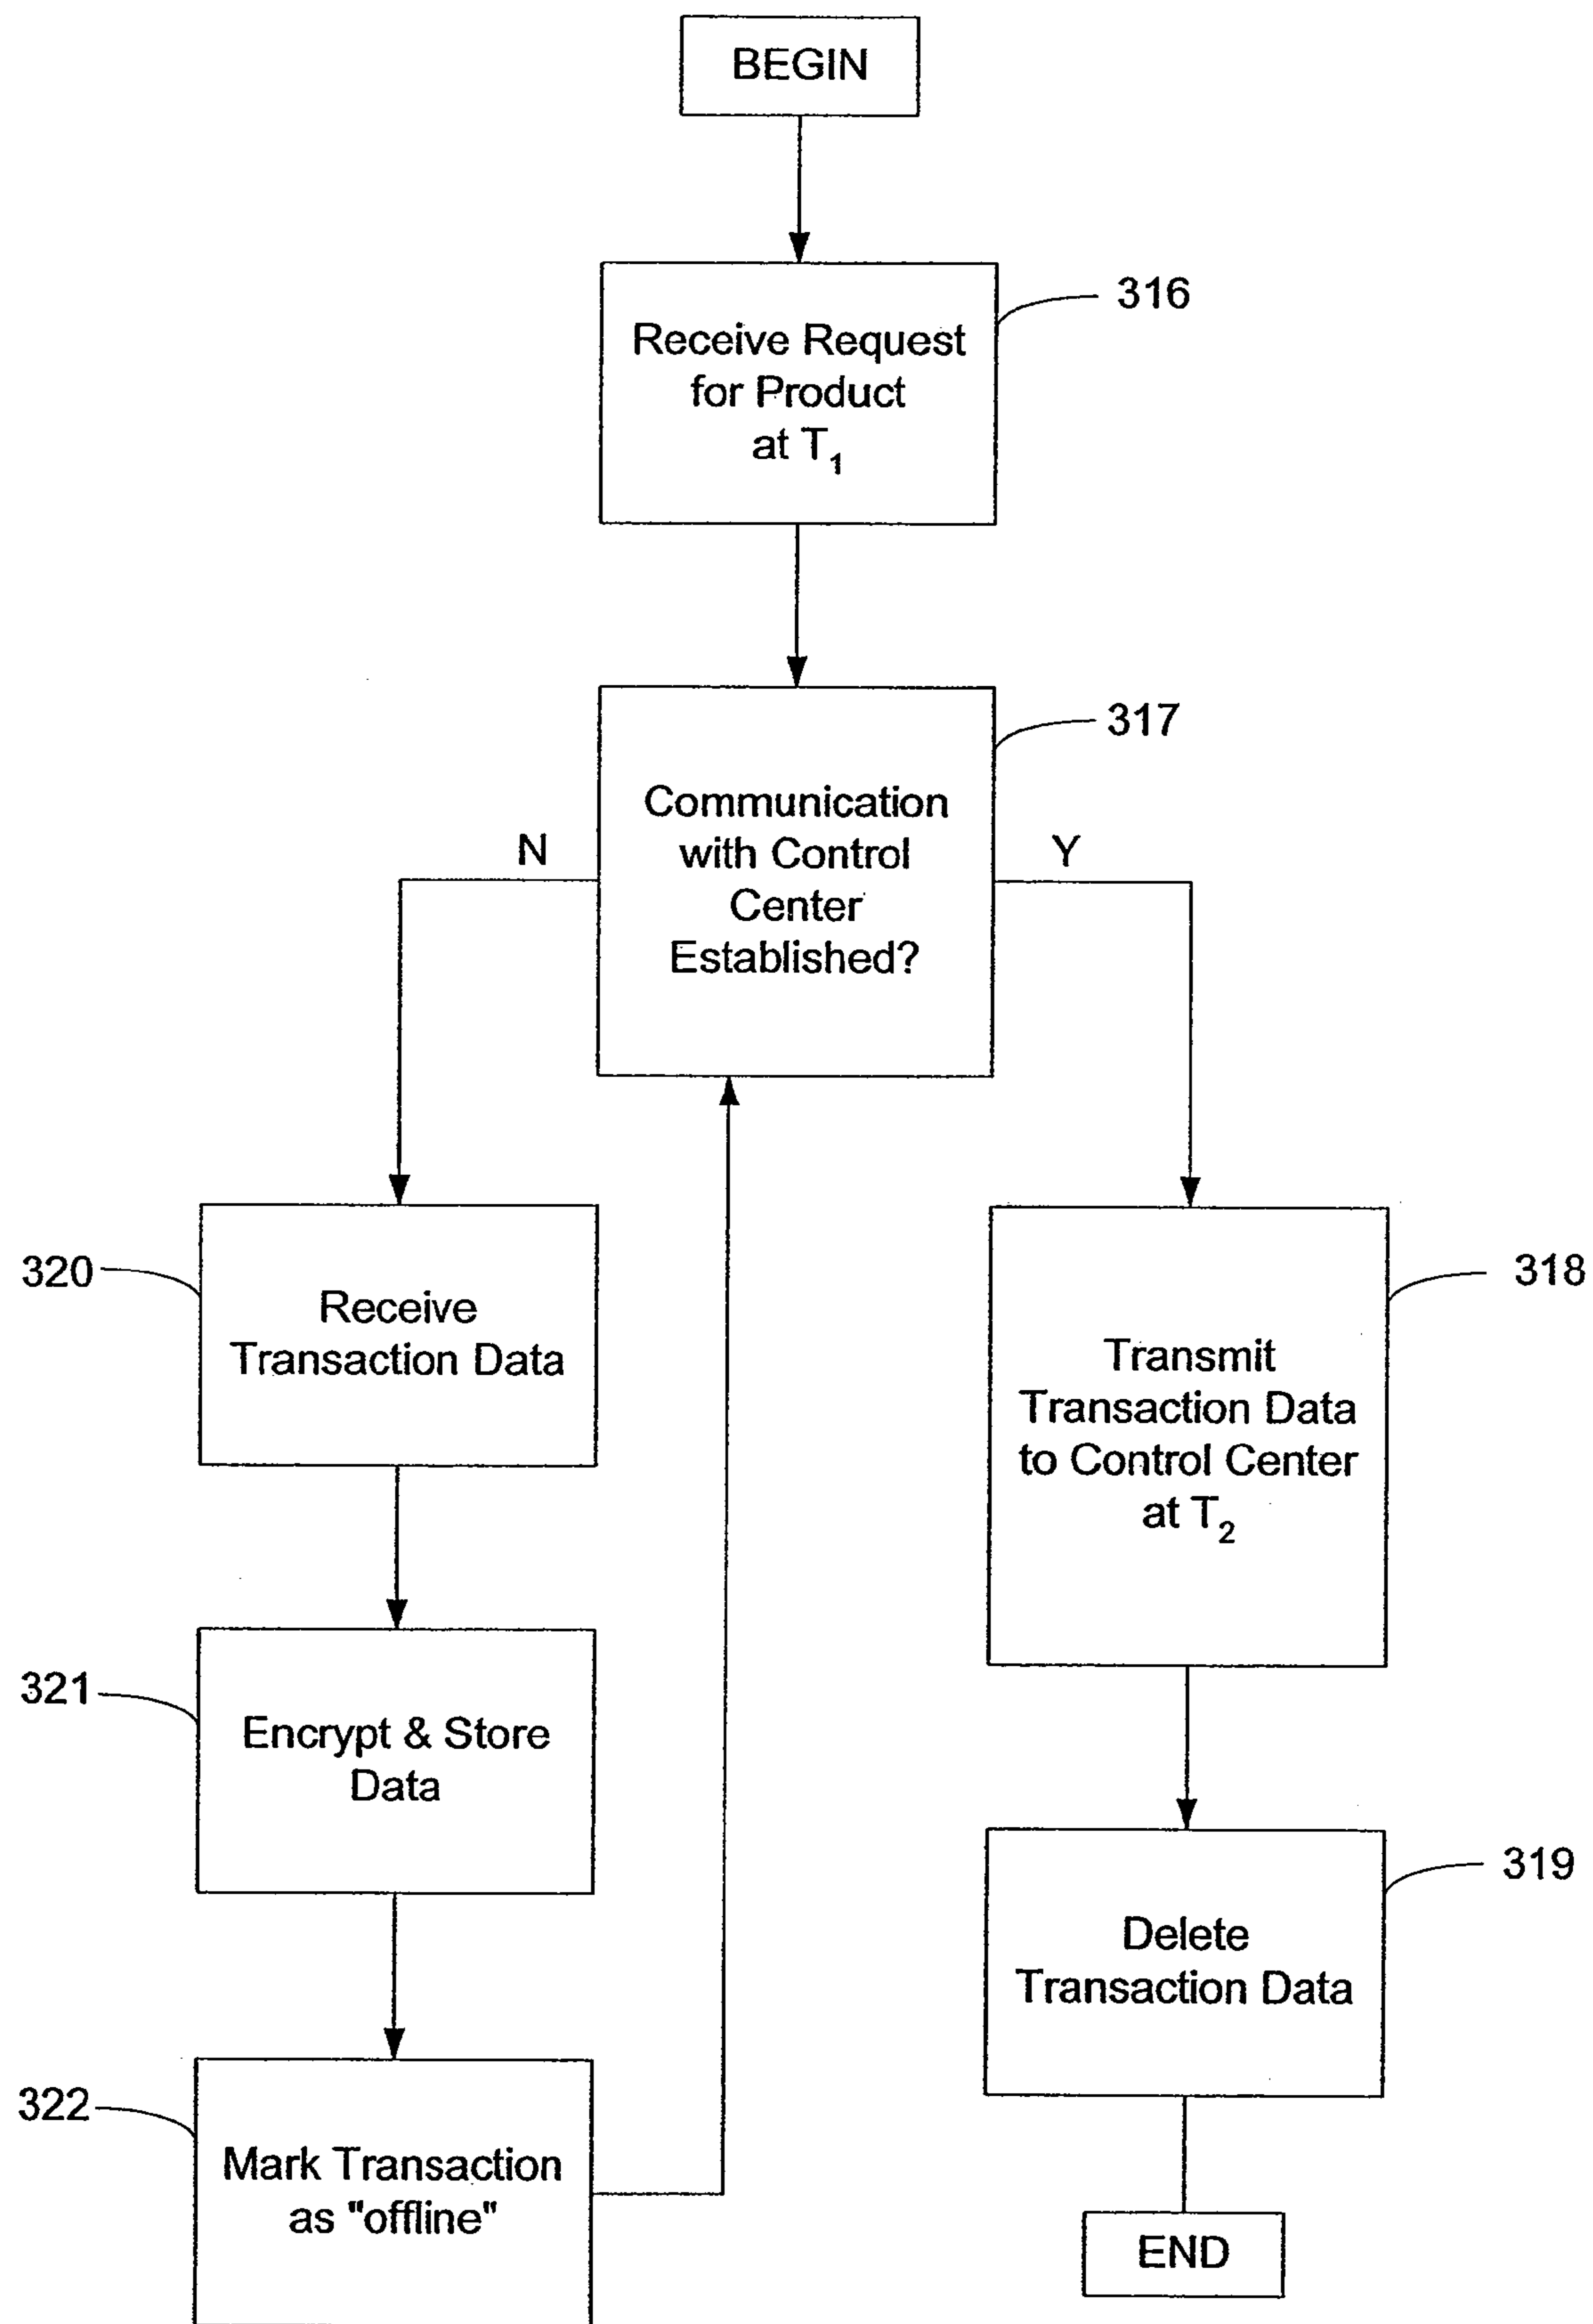 BEGIN
316
Receive Request
for Product
at T₁
317
Communication
with Control
Center
Established?
N
Y
320
Receive
Transaction Data
318
Transmit
Transaction Data
to Control Center
at T₂
321
Encrypt & Store
Data
319
Delete
Transaction Data
322
Mark Transaction
as "offline"
END